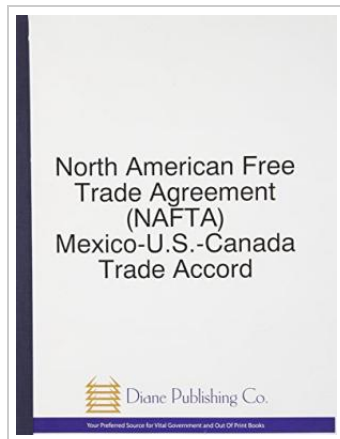 North American Free
Trade Agreement
(NAFTA)
Mexico-U.S.-Canada
Trade Accord
Diane Publishing Co.
Your Preferred Source for Vital Government and Out Of Print Books